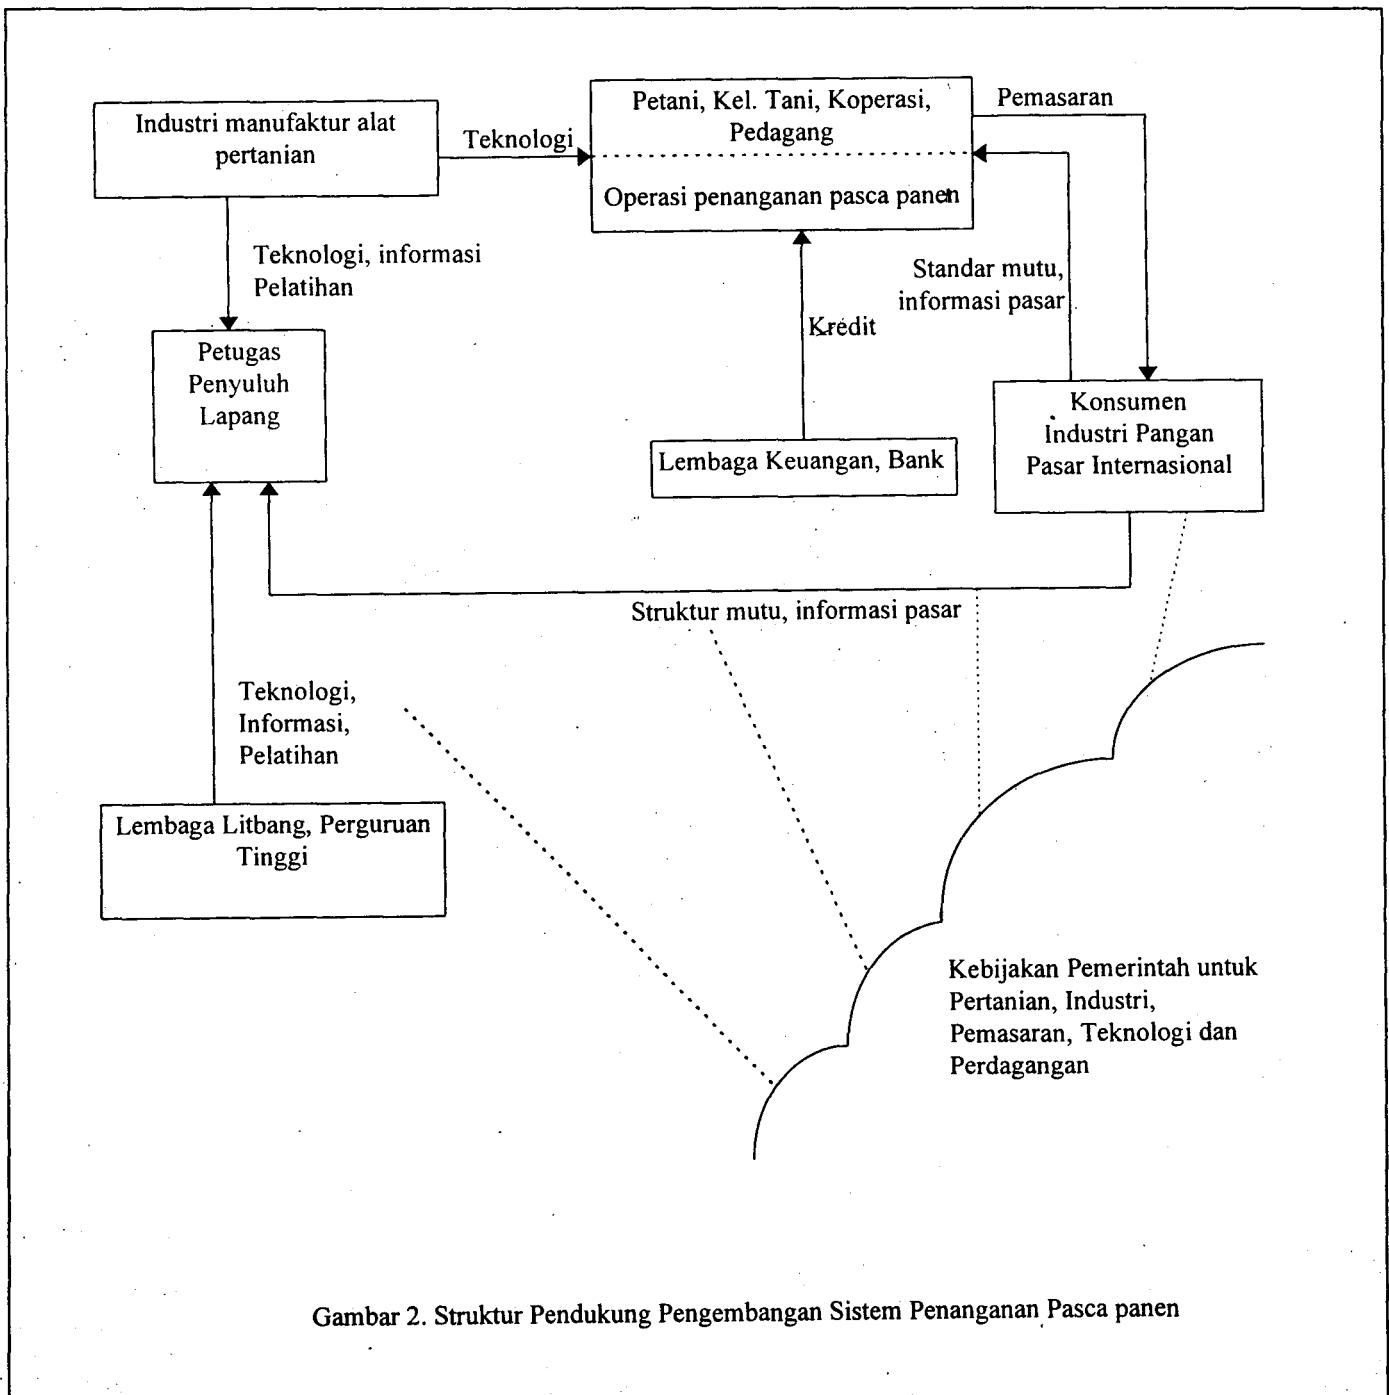 Industri manufaktur alat
pertanian
Teknologi
Petani, Kel. Tani, Koperasi,
Pedagang
Operasi penanganan pasca panen
Pemasaran
Teknologi, informasi
Pelatihan
Standar mutu,
informasi pasar
Kredit
Petugas
Penyuluh
Lapang
Lembaga Keuangan, Bank
Konsumen
Industri Pangan
Pasar Internasional
Struktur mutu, informasi pasar
Teknologi,
Informasi,
Pelatihan
Lembaga Litbang, Perguruan
Tinggi
Kebijakan Pemerintah untuk
Pertanian, Industri,
Pemasaran, Teknologi dan
Perdagangan
Gambar 2. Struktur Pendukung Pengembangan Sistem Penanganan Pasca panen